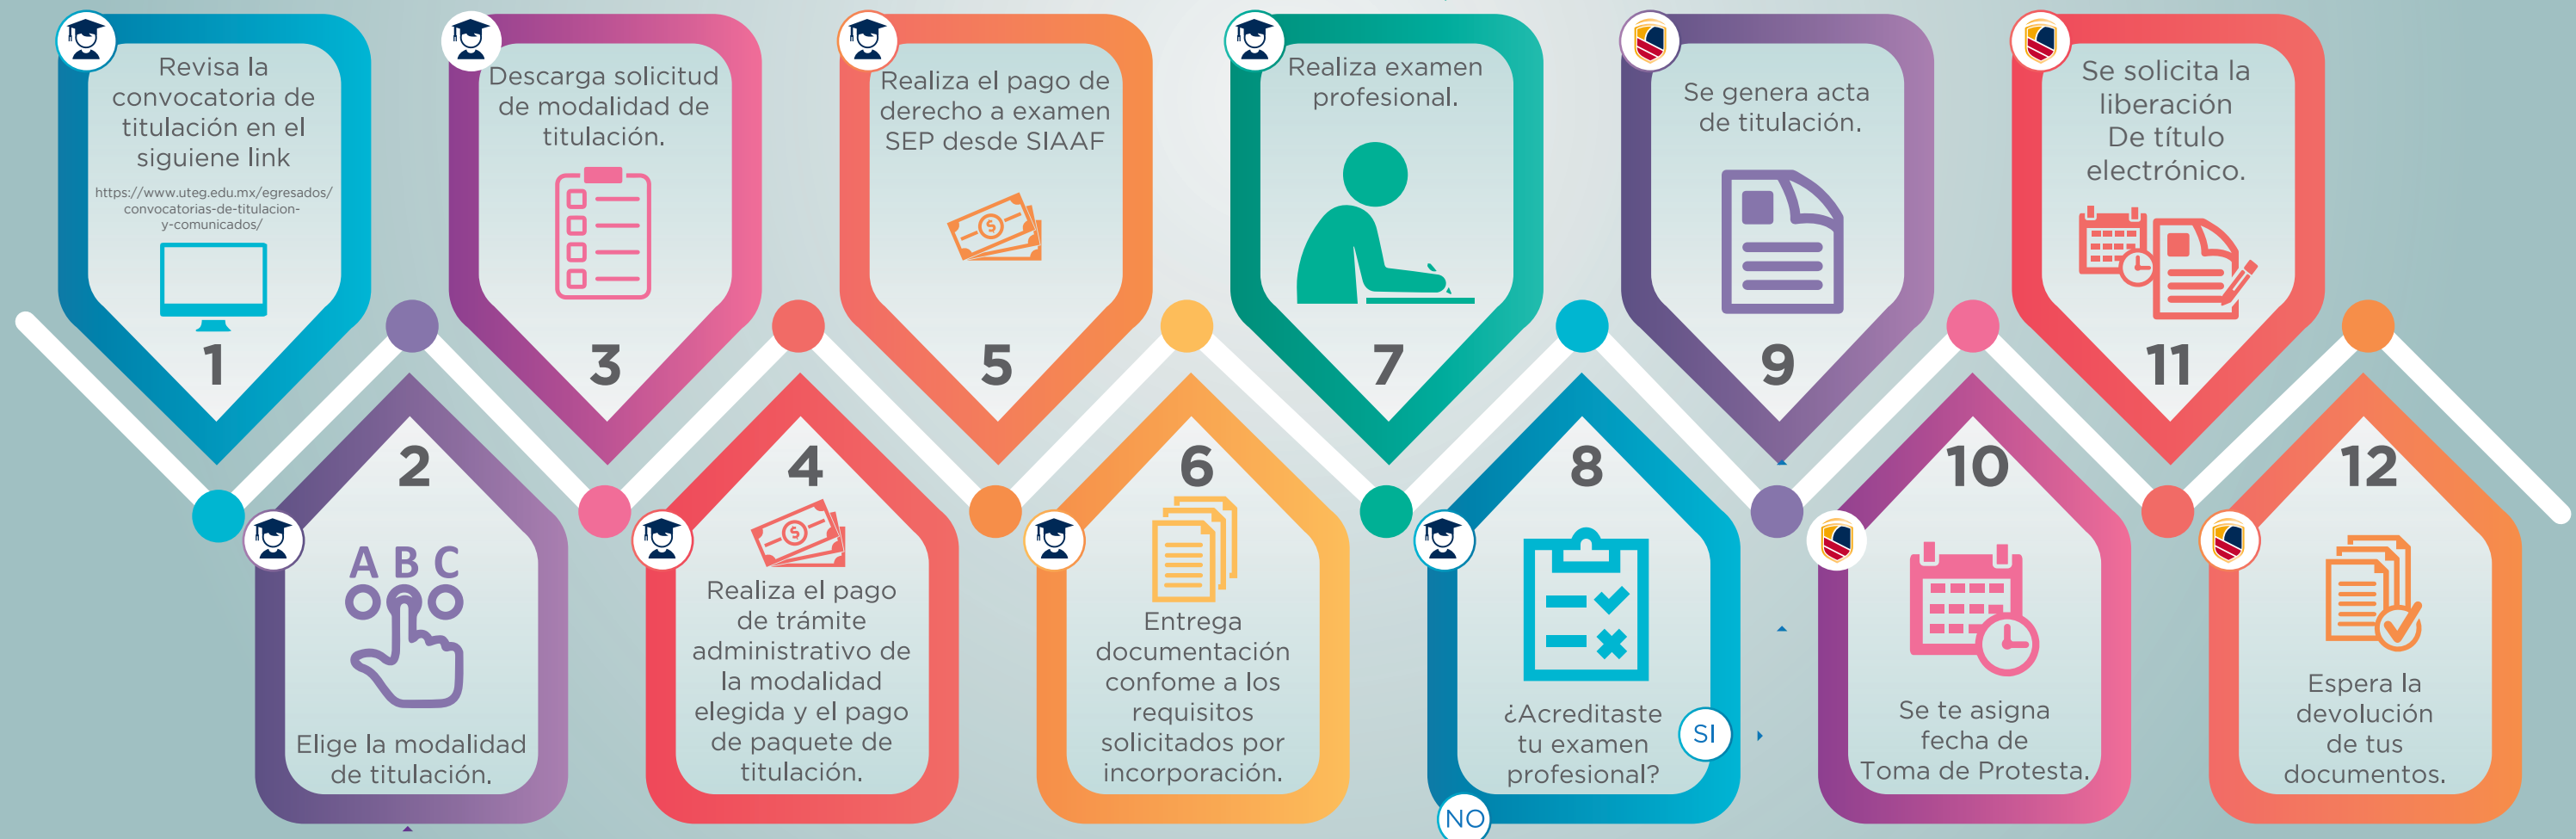 Revisa la
convocatoria de
titulación en el
siguiene link
https://www.uteg.edu.mx/egresados/
convocatorias-de-titulacion-
y-comunicados/
1
2
A B C
Elige la modalidad
de titulación.
Descarga solicitud
de modalidad de
titulación.
3
4
$
Realiza el pago
de trámite
administrativo de
la modalidad
elegida y el pago
de paquete de
titulación.
Realiza el pago de
derecho a examen
SEP desde SIAAF
$
5
6
Entrega
documentación
confome a los
requisitos
solicitados por
incorporación.
Realiza examen
profesional.
7
8
¿Acreditaste
tu examen
profesional?
SI
NO
Se genera acta
de titulación.
9
10
Se te asigna
fecha de
Toma de Protesta.
Se solicita la
liberación
De título
electrónico.
11
12
Espera la
devolución
de tus
documentos.